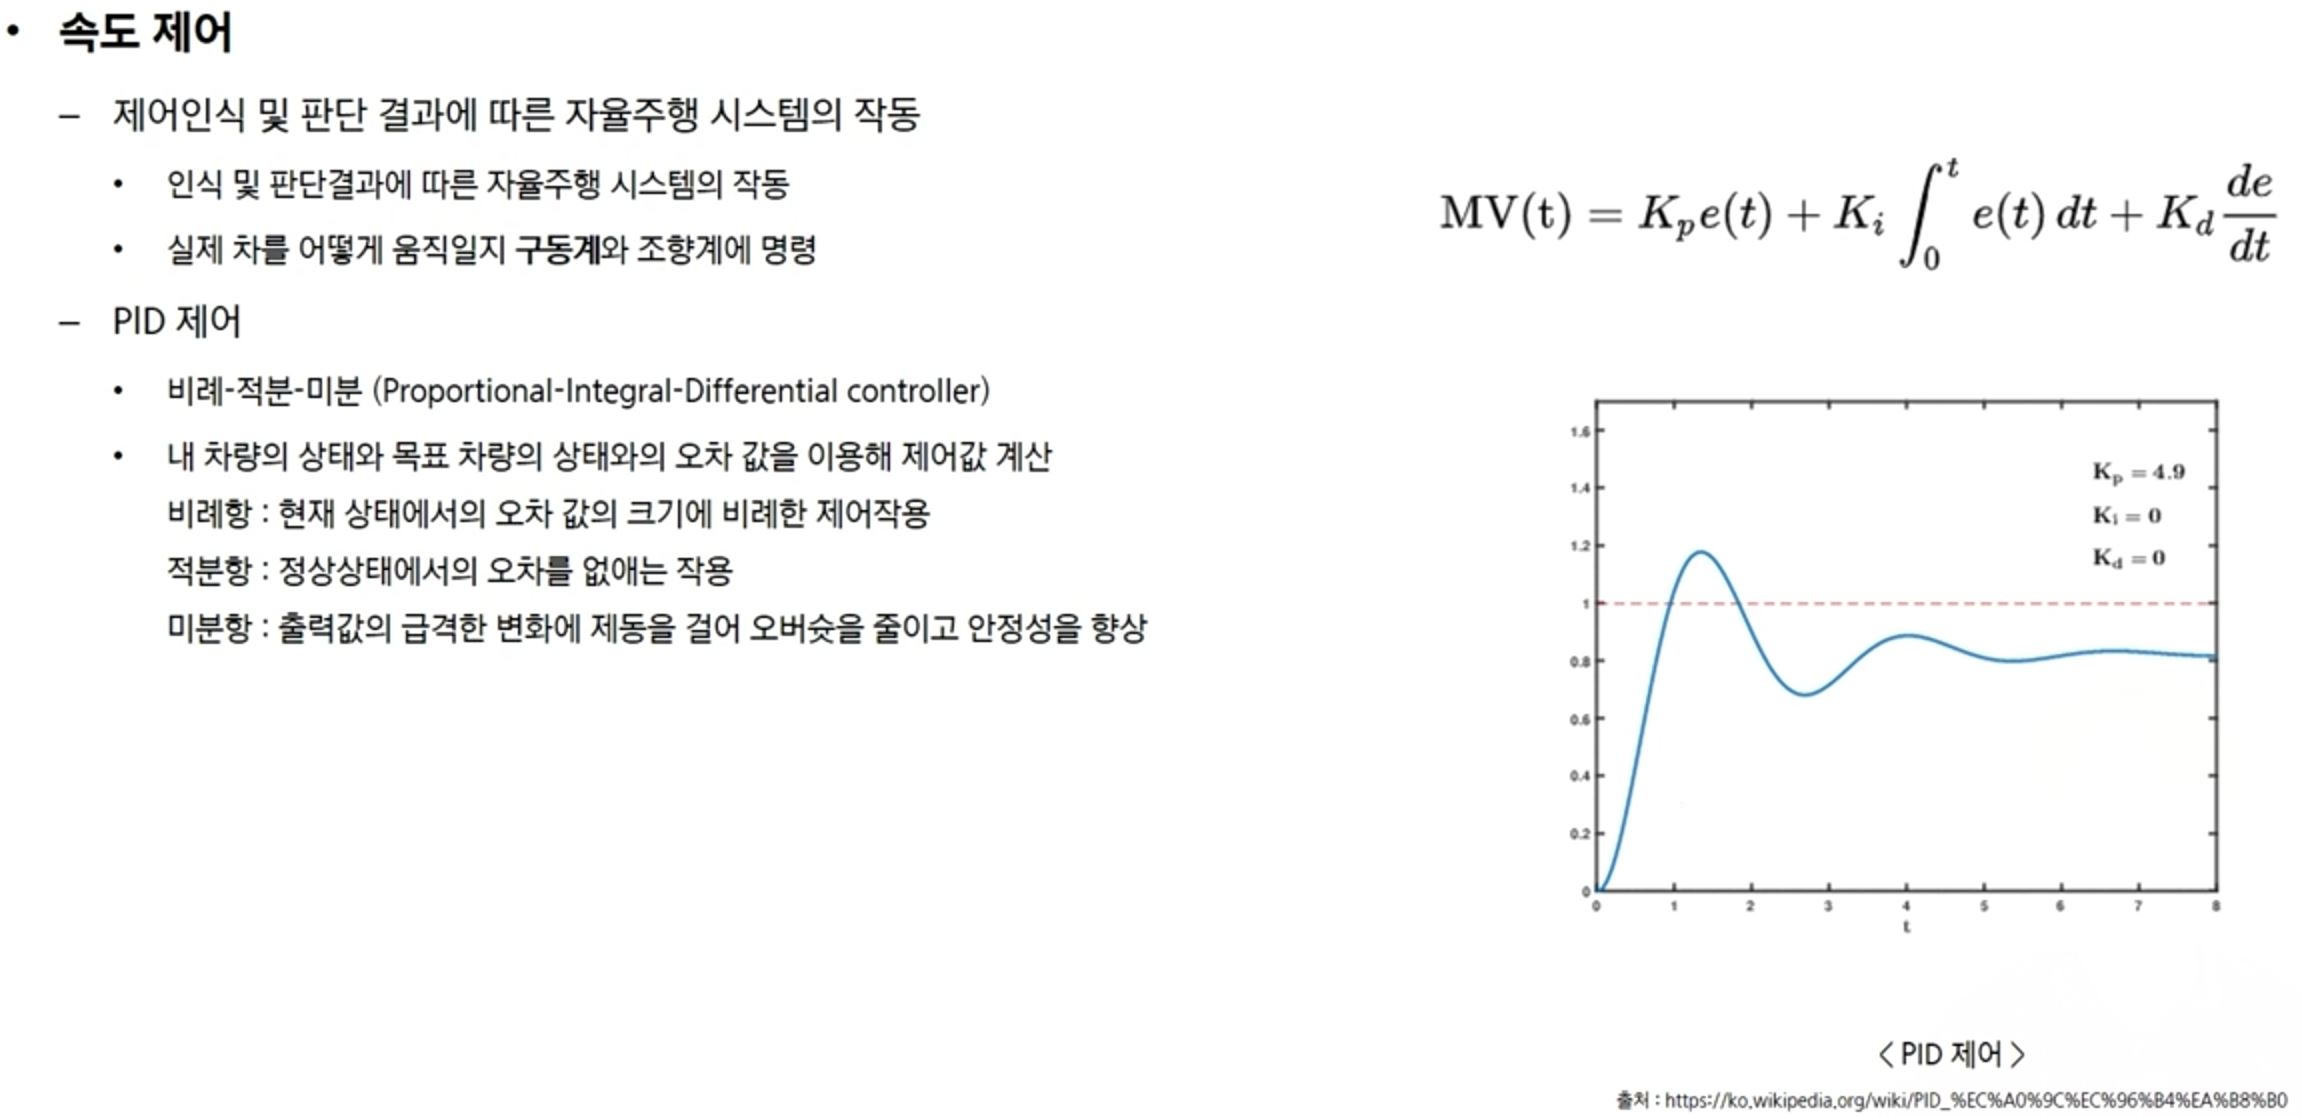 • 속도 제어
– 제어인식 및 판단 결과에 따른 자율주행 시스템의 작동
• 인식 및 판단결과에 따른 자율주행 시스템의 작동
• 실제 차를 어떻게 움직일지 구동계와 조향계에 명령
– PID 제어
• 비례-적분-미분 (Proportional-Integral-Differential controller)
• 내 차량의 상태와 목표 차량의 상태와의 오차 값을 이용해 제어값 계산
비례항 : 현재 상태에서의 오차 값의 크기에 비례한 제어작용
적분항 : 정상상태에서의 오차를 없애는 작용
미분항 : 출력값의 급격한 변화에 제동을 걸어 오버슛을 줄이고 안정성을 향상
MV(t) = K_p e(t) + K_i ∫_0^t e(t) dt + K_d de/dt
1.6
1.4
1.2
1
0.8
0.6
0.4
0.2
0
K_p = 4.9
K_i = 0
K_d = 0
0 1 2 3 4 5 6 7 8
t
< PID 제어 >
출처 : https://ko.wikipedia.org/wiki/PID_%EC%A0%9C%EC%96%B4%EA%B8%B0